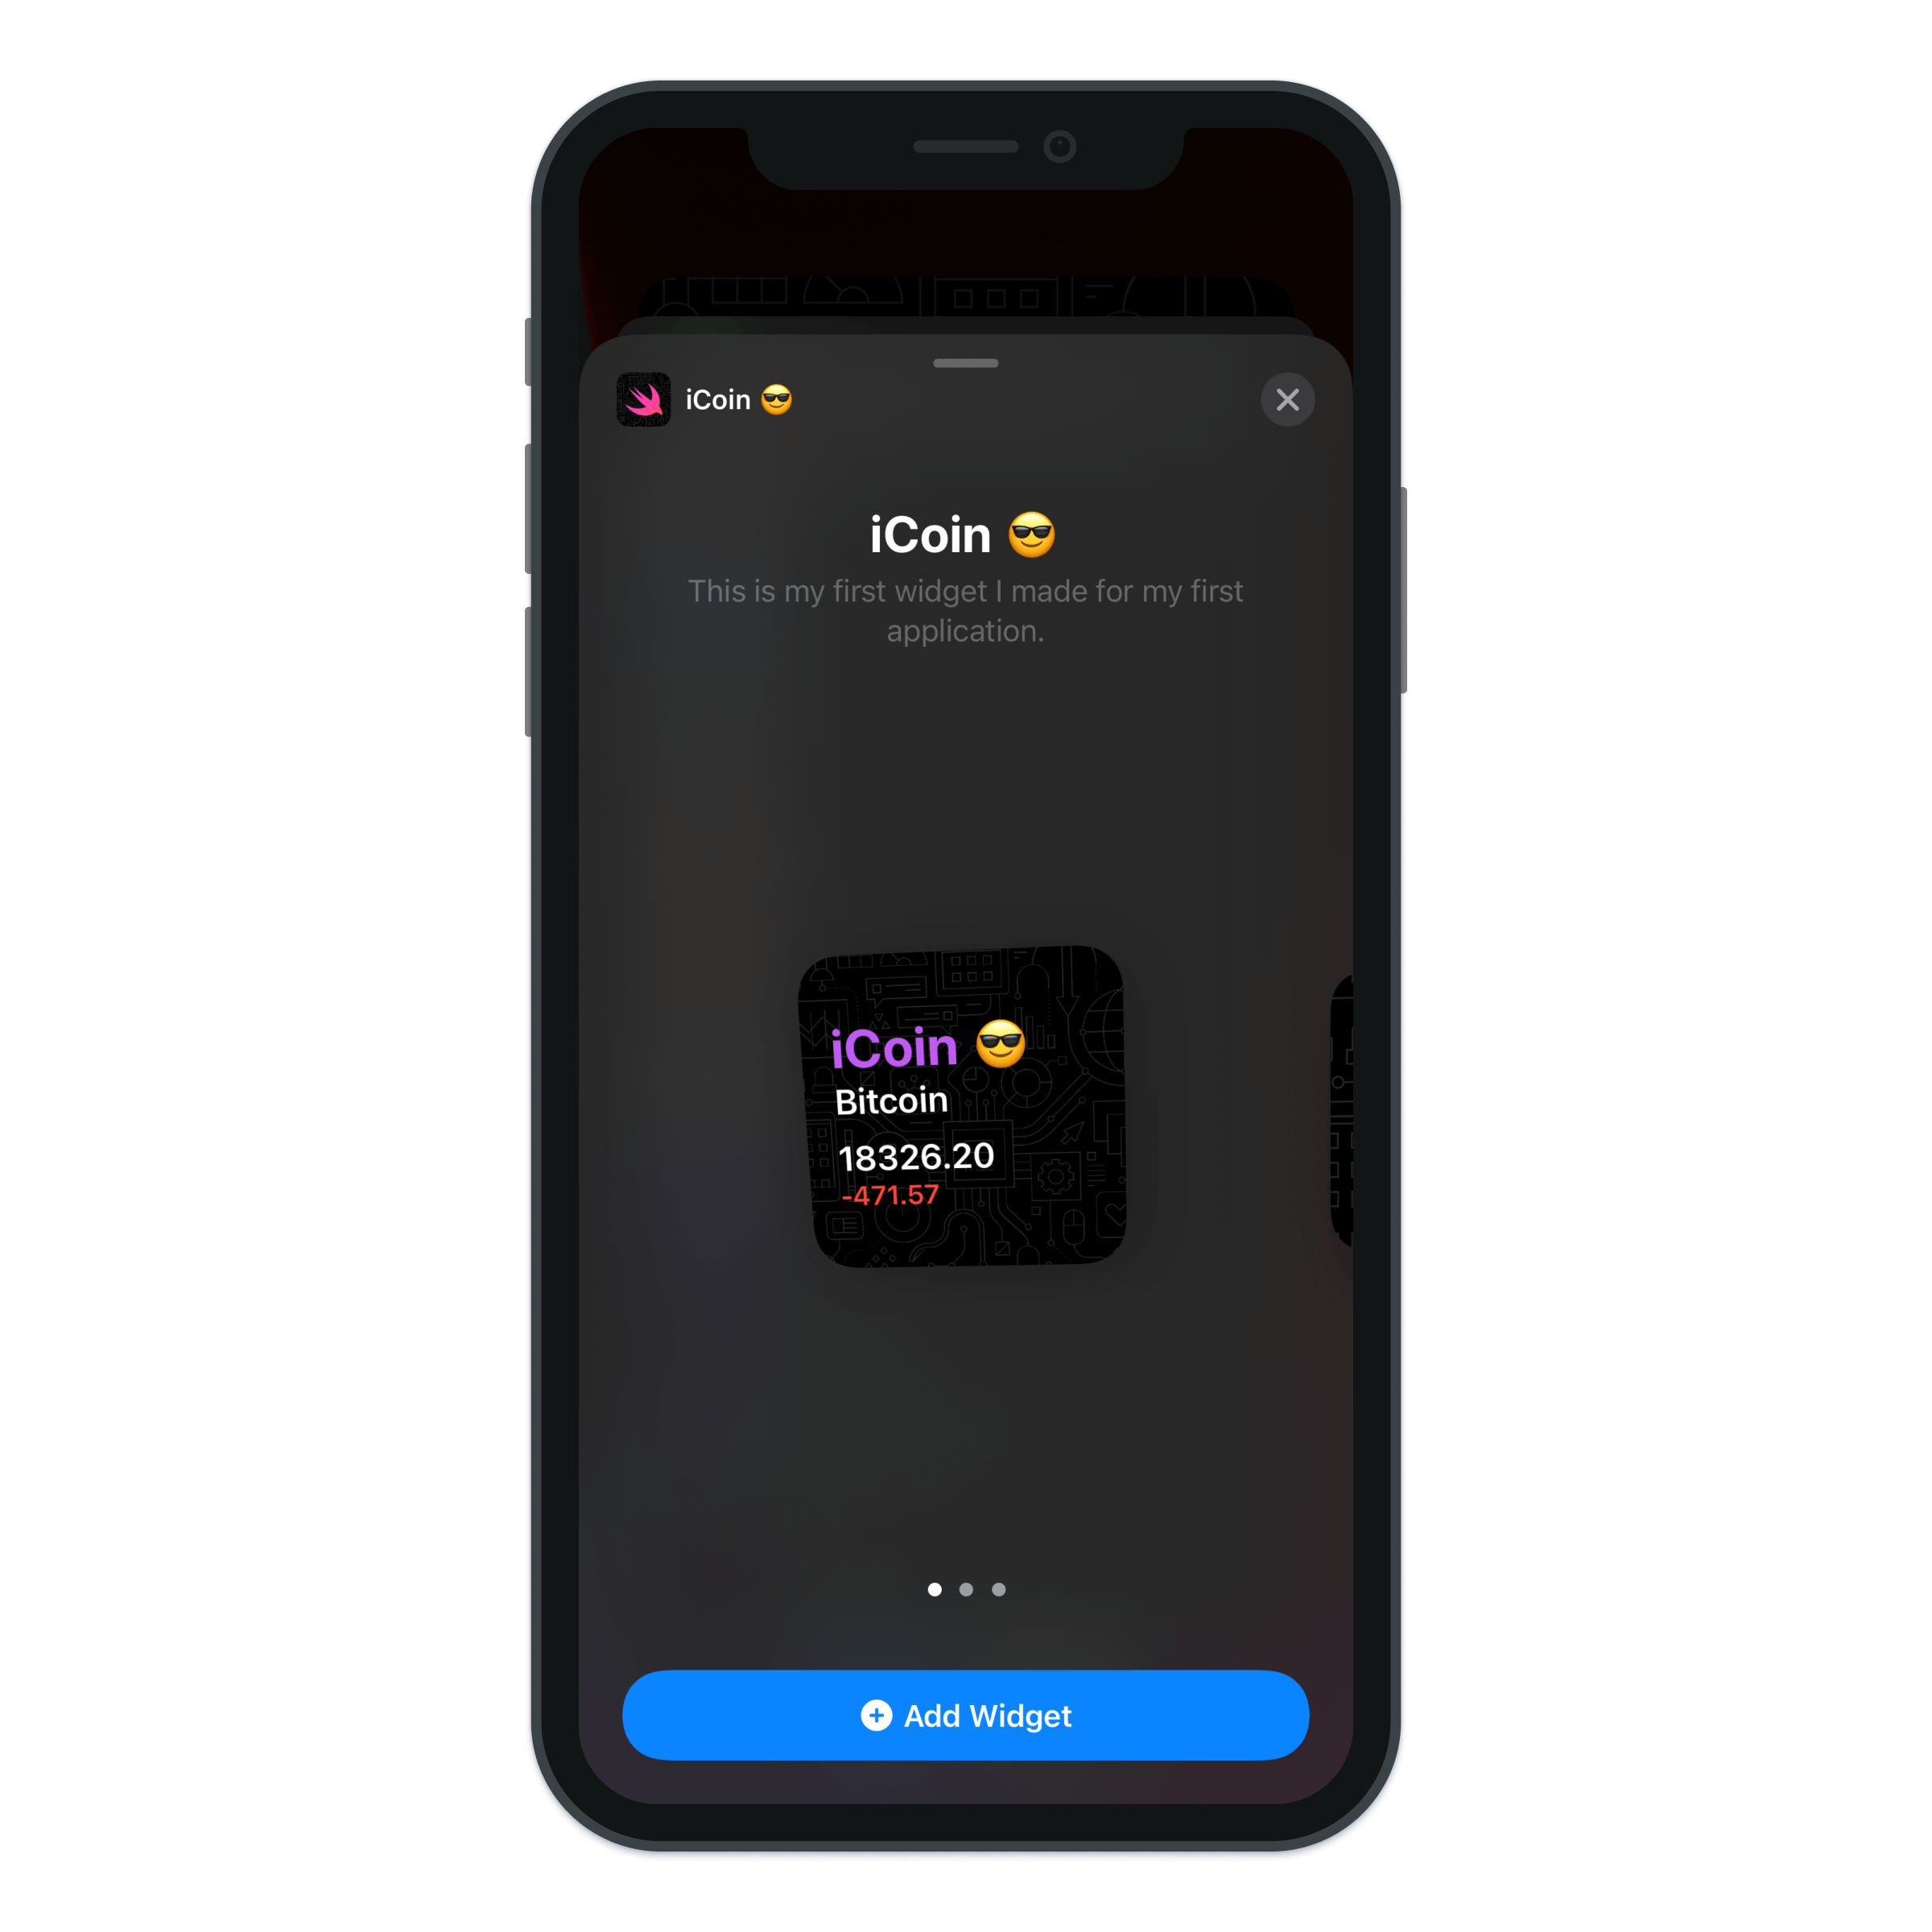 iCoin 😎
iCoin 😎
This is my first widget I made for my first
application.
iCoin 😎
Bitcoin
18326.20
-471.57
Add Widget